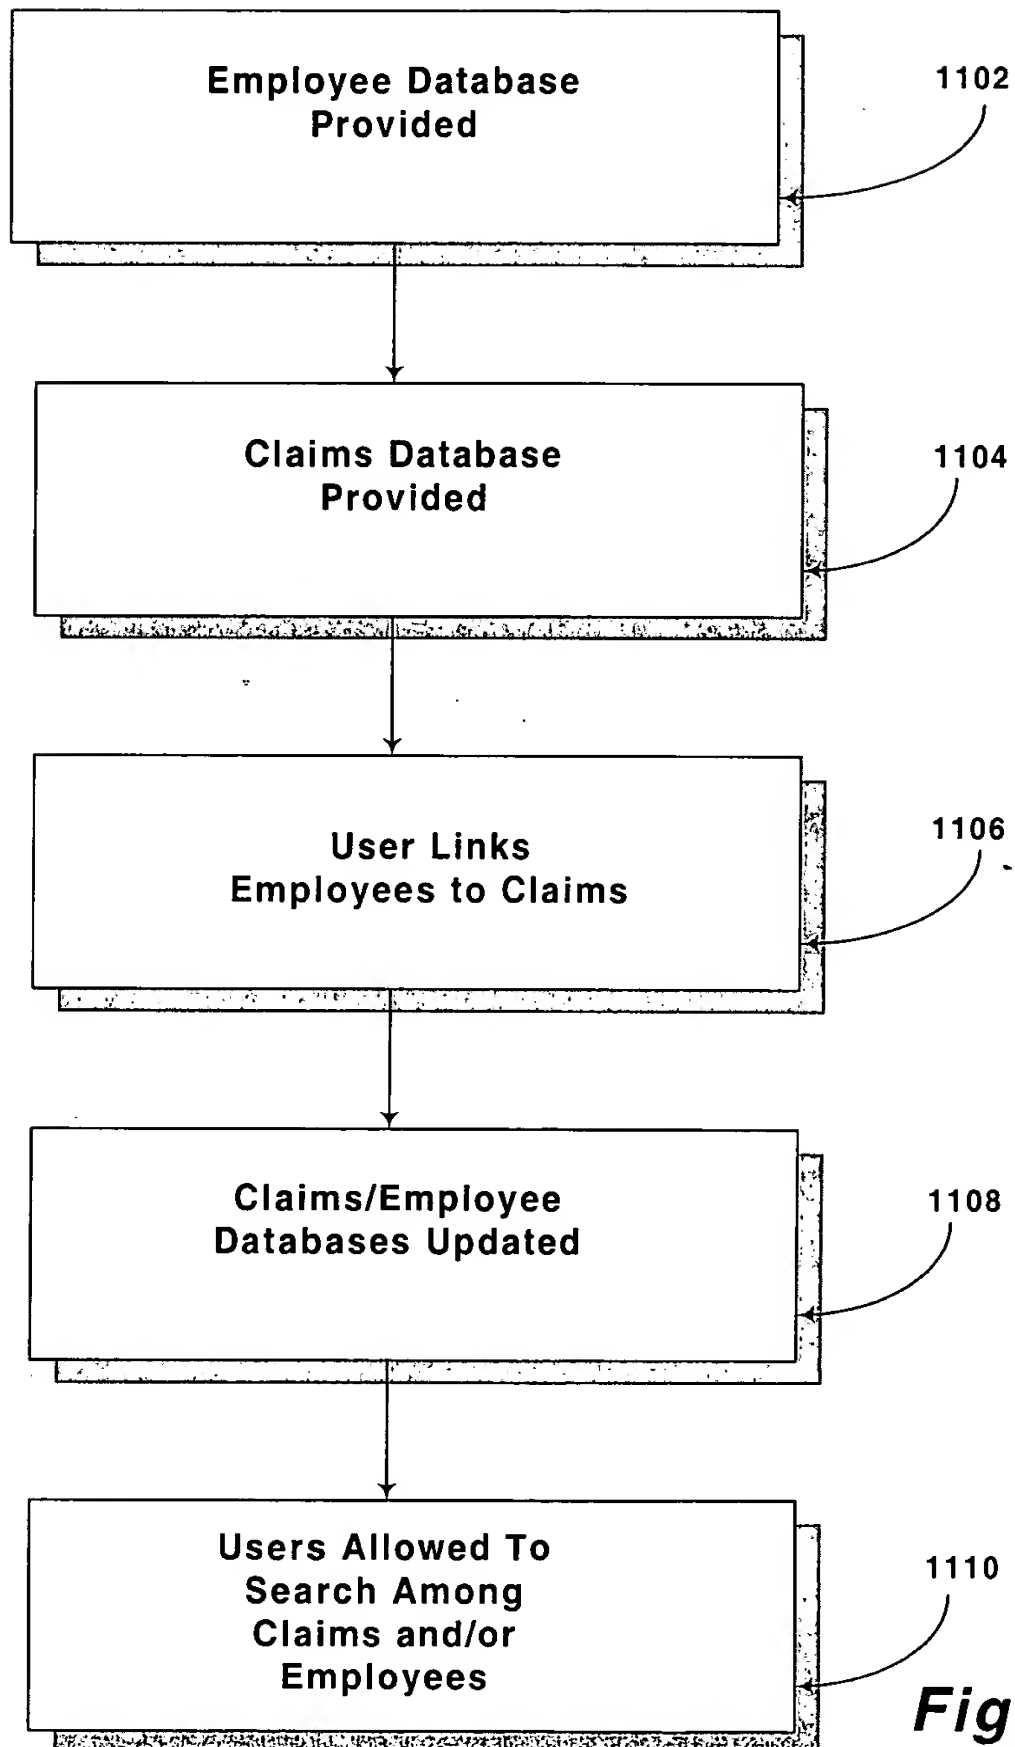 Employee Database
Provided
1102
Claims Database
Provided
1104
User Links
Employees to Claims
1106
Claims/Employee
Databases Updated
1108
Users Allowed To
Search Among
Claims and/or
Employees
1110
Fig